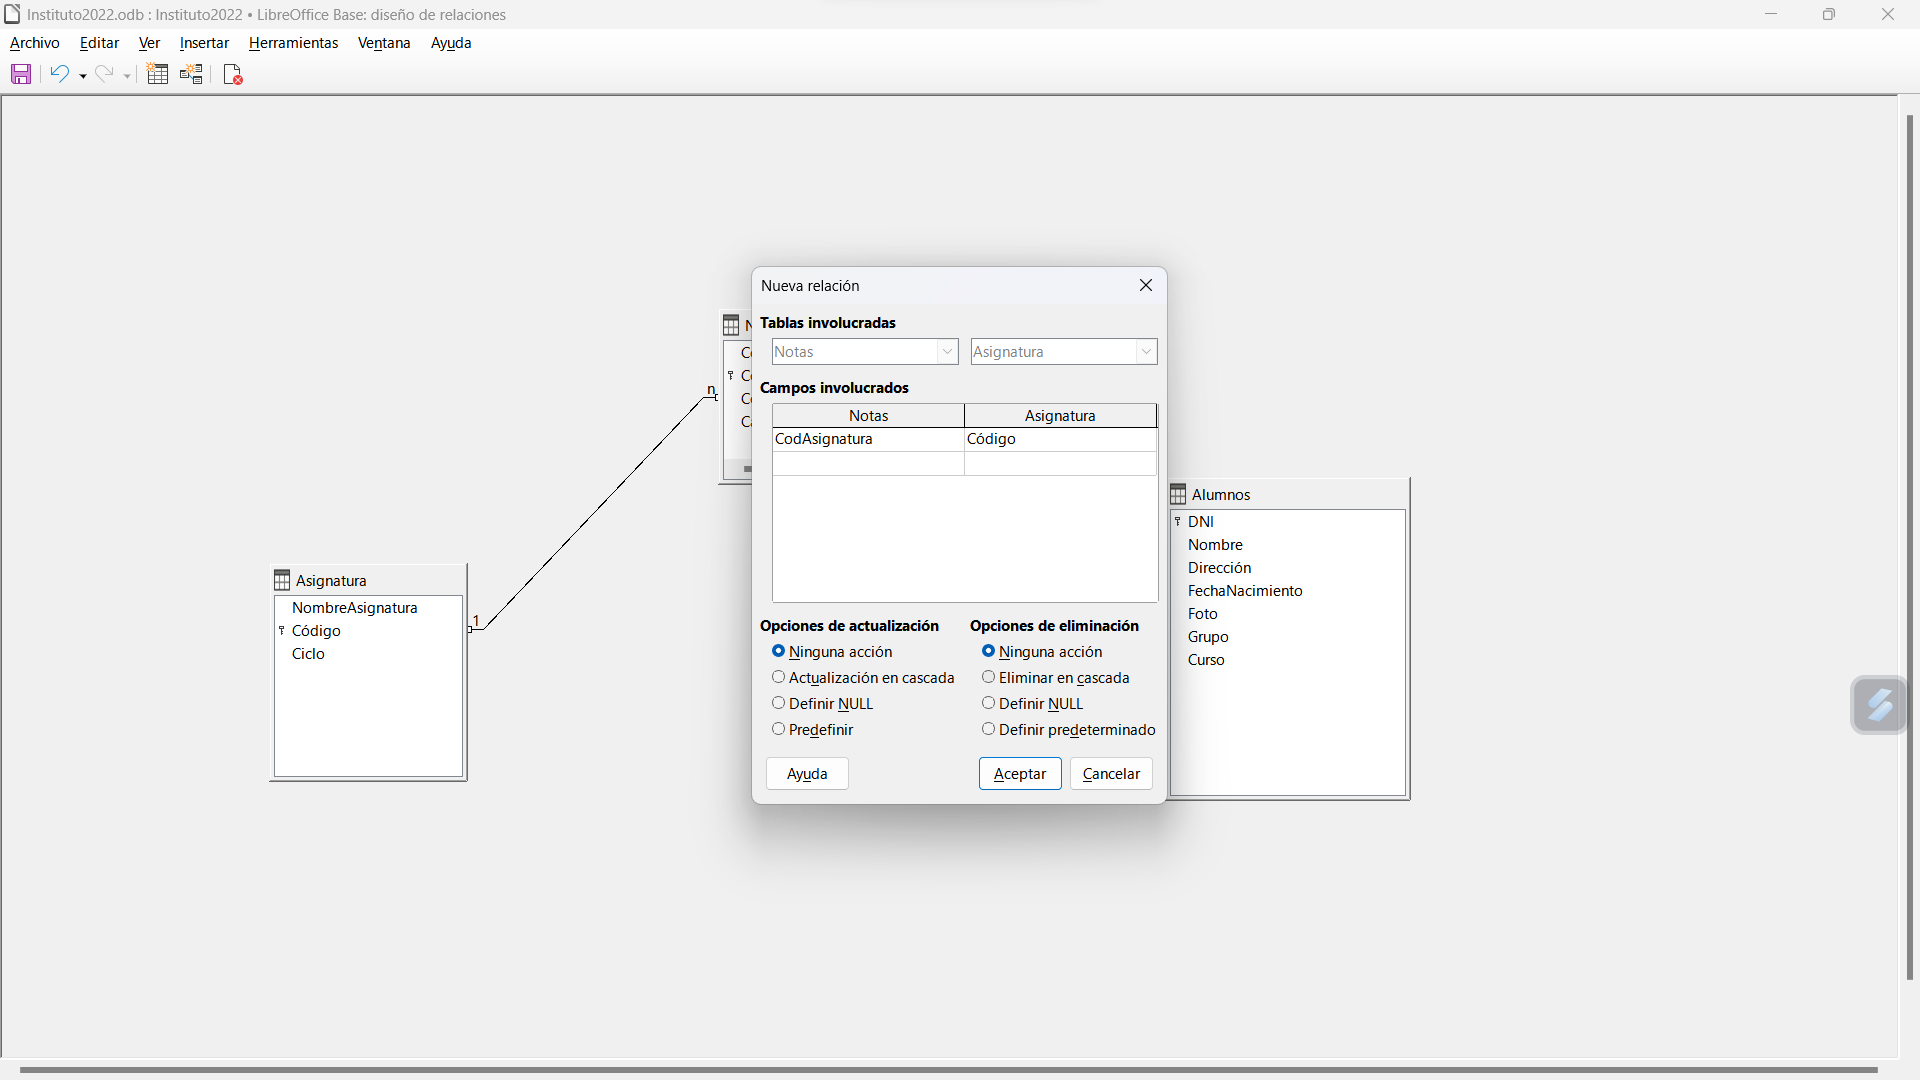 Instituto2022.odb : Instituto2022 • LibreOffice Base: diseño de relaciones
Archivo Editar Ver Insertar Herramientas Ventana Ayuda
Nueva relación
Tablas involucradas
Notas Asignatura
Campos involucrados
Notas Asignatura
CodAsignatura Código
Opciones de actualización Opciones de eliminación
Ninguna acción Ninguna acción
Actualización en cascada Eliminar en cascada
Definir NULL Definir NULL
Predefinir Definir predeterminado
Ayuda Aceptar Cancelar
n
1
Asignatura
NombreAsignatura
Código
Ciclo
Alumnos
DNI
Nombre
Dirección
FechaNacimiento
Foto
Grupo
Curso